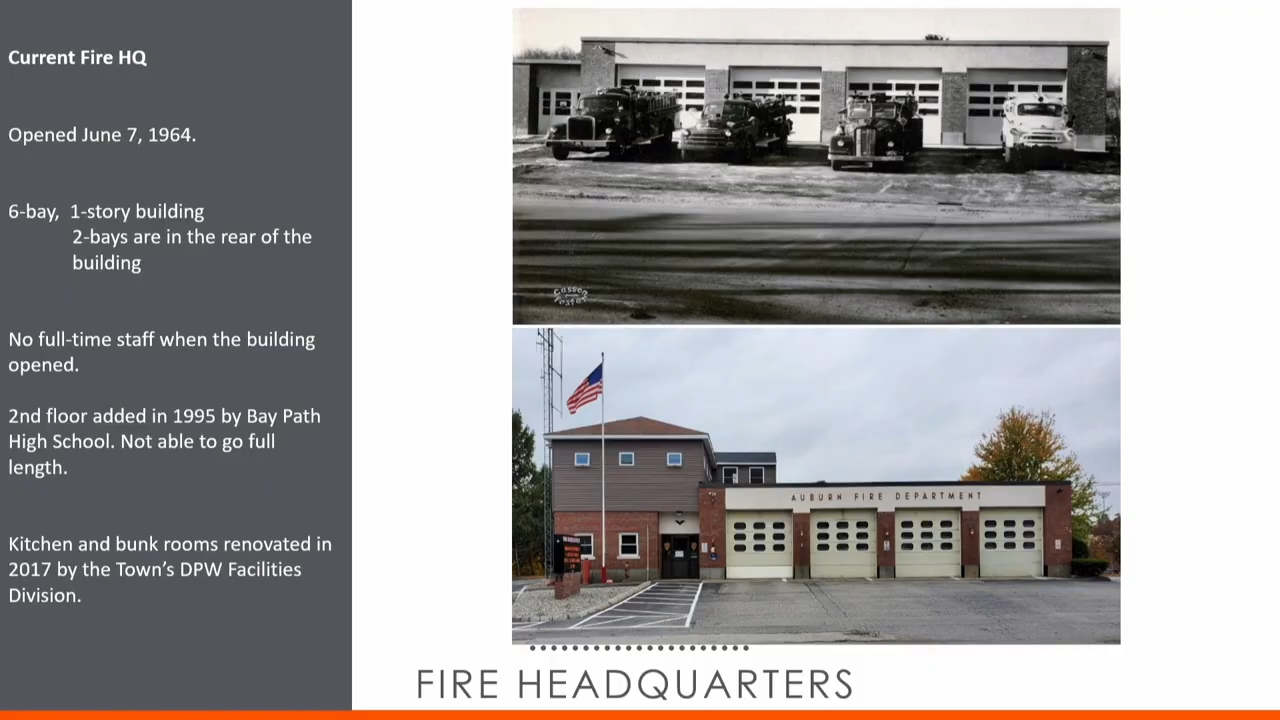 Current Fire HQ
Opened June 7, 1964.
6-bay, 1-story building
2-bays are in the rear of the
building
No full-time staff when the building
opened.
2nd floor added in 1995 by Bay Path
High School. Not able to go full
length.
Kitchen and bunk rooms renovated in
2017 by the Town’s DPW Facilities
Division.
AUBURN FIRE DEPARTMENT
FIRE HEADQUARTERS